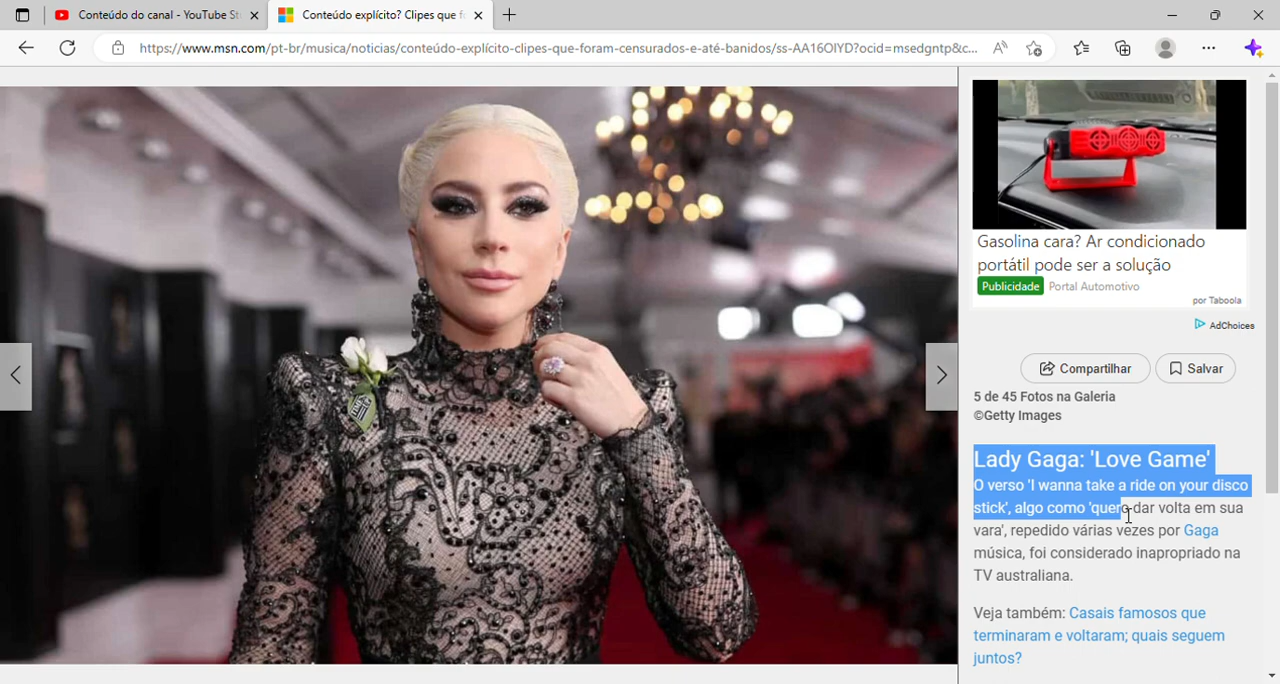 Conteúdo do canal - YouTube St
Conteúdo explícito? Clipes que f
https://www.msn.com/pt-br/musica/noticias/conteúdo-explícito-clipes-que-foram-censurados-e-até-banidos/ss-AA16OIYD?ocid=msedgntp&c...
Gasolina cara? Ar condicionado
portátil pode ser a solução
Publicidade Portal Automotivo
por Taboola
AdChoices
Compartilhar Salvar
5 de 45 Fotos na Galeria
©Getty Images
Lady Gaga: 'Love Game'
O verso 'I wanna take a ride on your disco
stick', algo como 'quero dar volta em sua
vara', repedido várias vezes por Gaga
música, foi considerado inapropriado na
TV australiana.
Veja também: Casais famosos que
terminaram e voltaram; quais seguem
juntos?